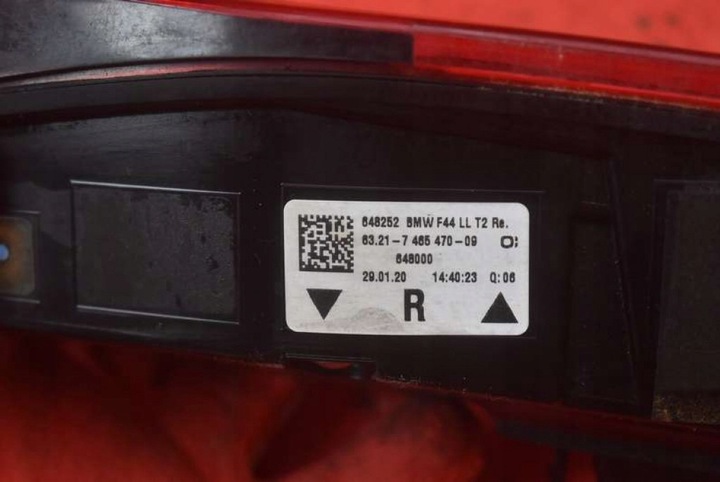 648252 BMW F44 LL T2 Re.
63.21-7 465 470-09 O:
648000
29.01.20 14:40:23 Q:06
R